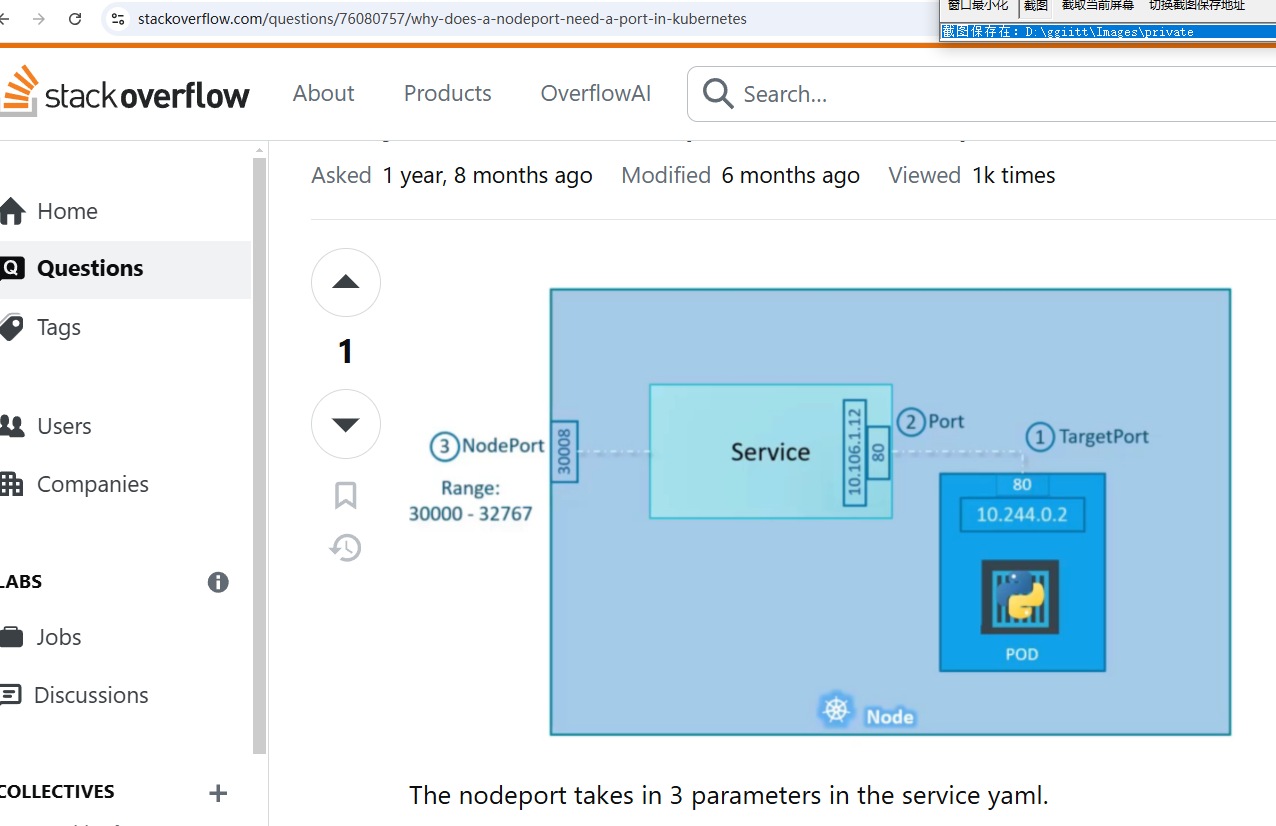 stackoverflow.com/questions/76080757/why-does-a-nodeport-need-a-port-in-kubernetes
窗口最小化 截图 截取当前屏幕 切换截图保存地址
截图保存在: D:\ggiitt\Images\private
stackoverflow About Products OverflowAI Search...
Asked 1 year, 8 months ago Modified 6 months ago Viewed 1k times
Home
Questions
Tags
Users
Companies
LABS
Jobs
Discussions
COLLECTIVES
1
3 NodePort
Range:
30000 - 32767
30008
Service
10.106.1.12
80
2 Port
1 TargetPort
80
10.244.0.2
POD
Node
The nodeport takes in 3 parameters in the service yaml.